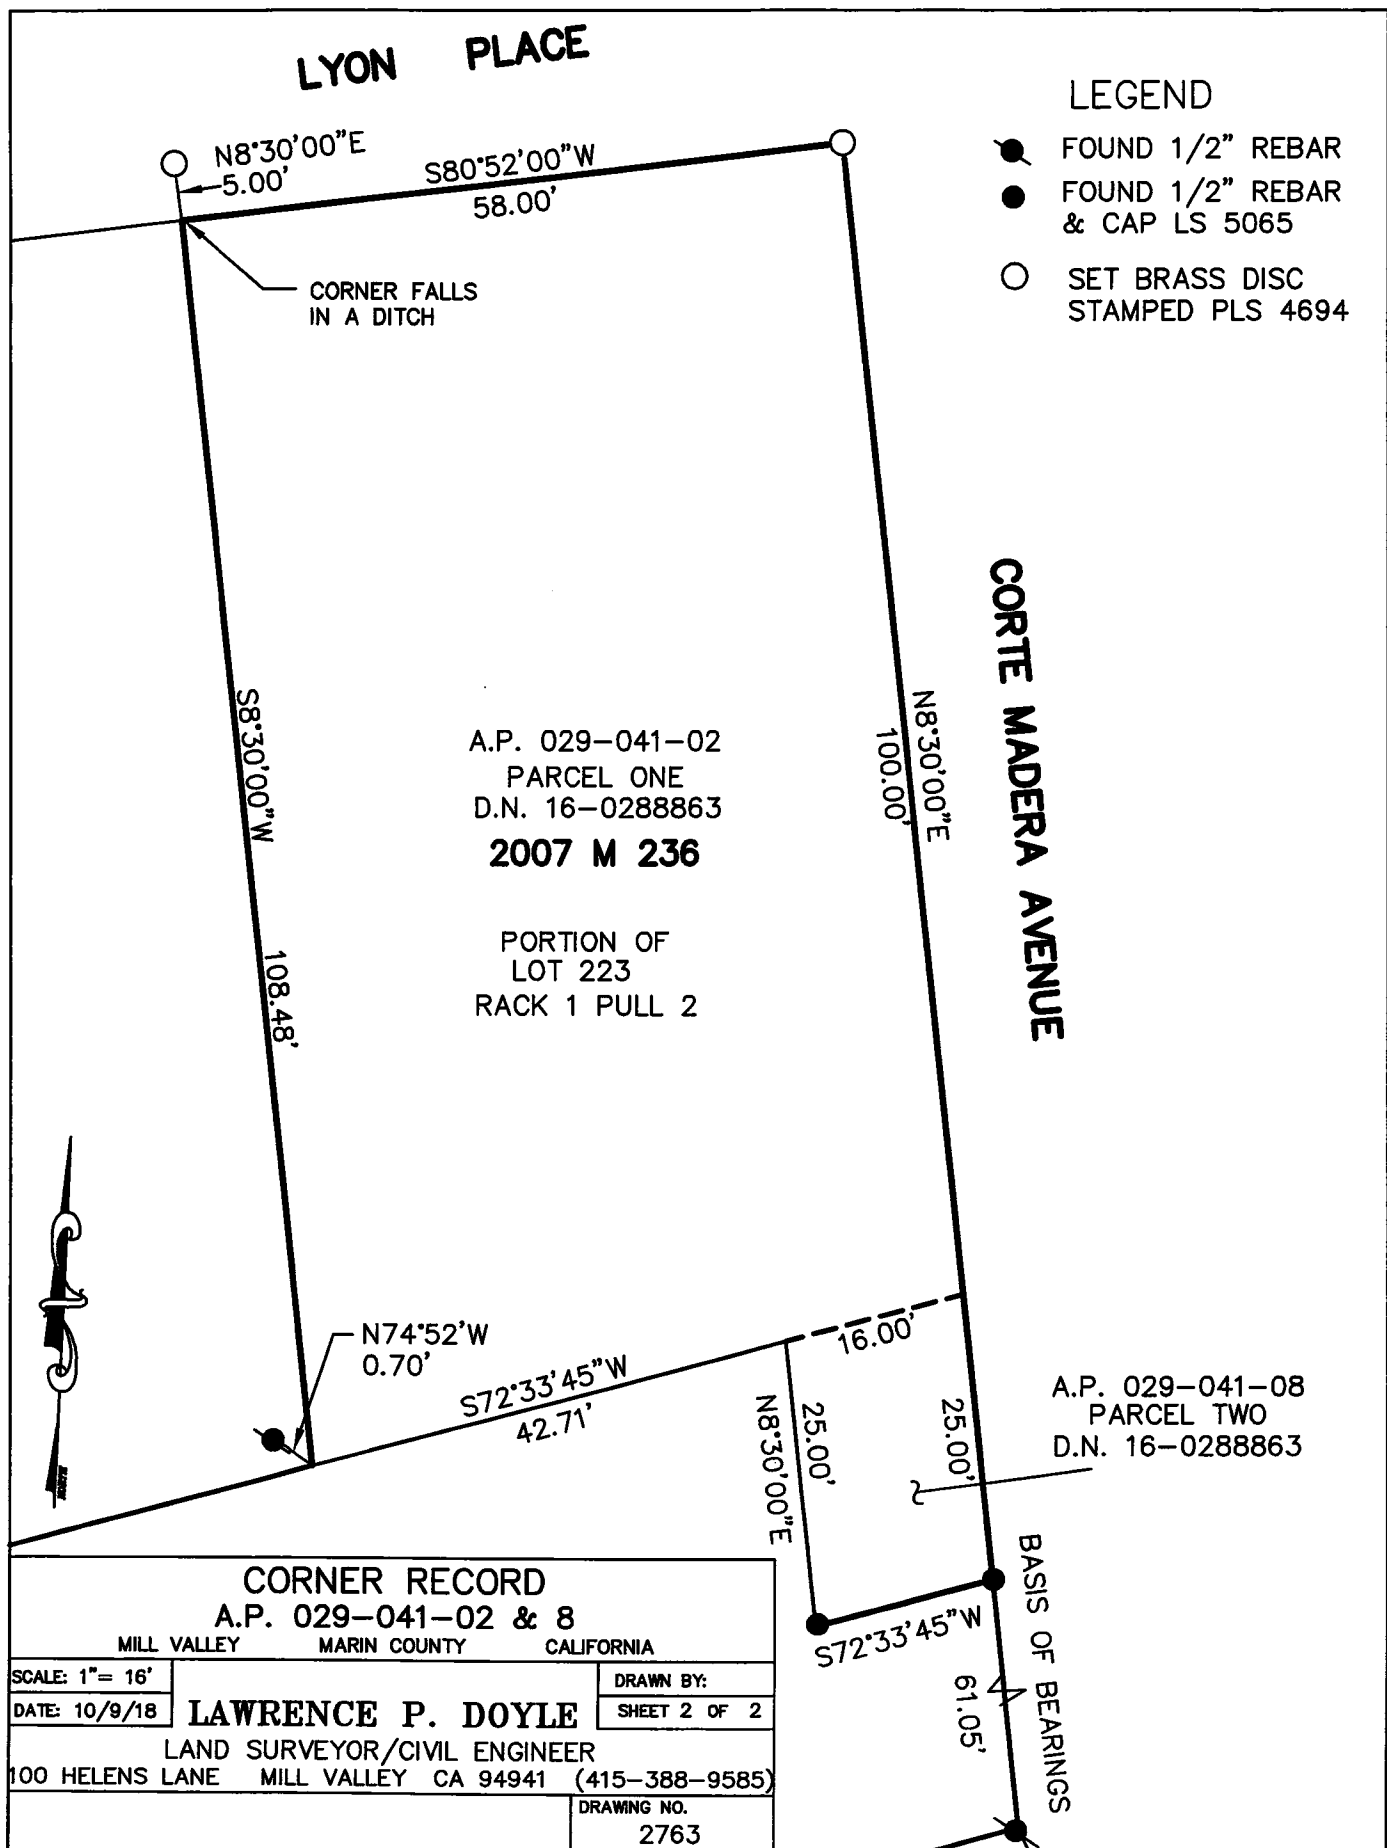 LYON PLACE
N8°30'00"E
5.00'
S80°52'00"W
58.00'
CORNER FALLS
IN A DITCH
LEGEND
FOUND 1/2" REBAR
FOUND 1/2" REBAR
& CAP LS 5065
SET BRASS DISC
STAMPED PLS 4694
S8°30'00"W
108.48'
A.P. 029-041-02
PARCEL ONE
D.N. 16-0288863
2007 M 236
PORTION OF
LOT 223
RACK 1 PULL 2
N8°30'00"E
100.00'
CORTE MADERA AVENUE
N74°52'W
0.70'
S72°33'45"W
42.71'
16.00'
N8°30'00"E
25.00'
25.00'
A.P. 029-041-08
PARCEL TWO
D.N. 16-0288863
S72°33'45"W
61.05'
BASIS OF BEARINGS
CORNER RECORD
A.P. 029-041-02 & 8
MILL VALLEY MARIN COUNTY CALIFORNIA
SCALE: 1"= 16'
DATE: 10/9/18
LAWRENCE P. DOYLE
DRAWN BY:
SHEET 2 OF 2
LAND SURVEYOR/CIVIL ENGINEER
100 HELENS LANE MILL VALLEY CA 94941 (415-388-9585)
DRAWING NO.
2763